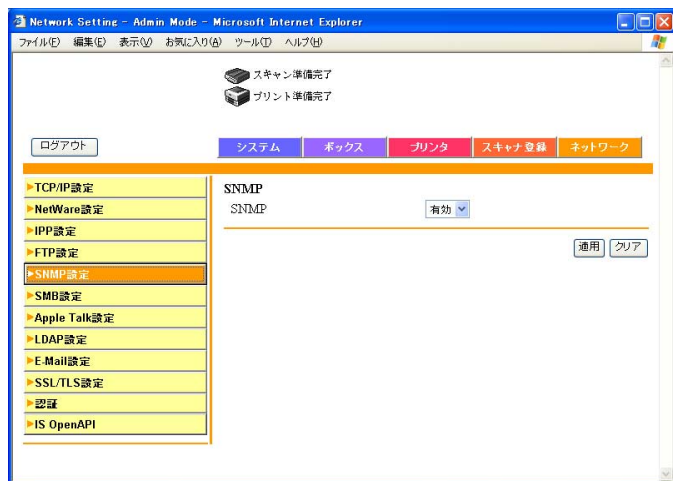 Network Setting - Admin Mode - Microsoft Internet Explorer
ファイル(F) 編集(E) 表示(V) お気に入り(A) ツール(T) ヘルプ(H)
スキャン準備完了
プリント準備完了
ログアウト
システム ボックス プリンタ スキャナ登録 ネットワーク
TCP/IP設定
NetWare設定
IPP設定
FTP設定
SNMP設定
SMB設定
Apple Talk設定
LDAP設定
E-Mail設定
SSL/TLS設定
認証
IS OpenAPI
SNMP
SNMP 有効
適用 クリア